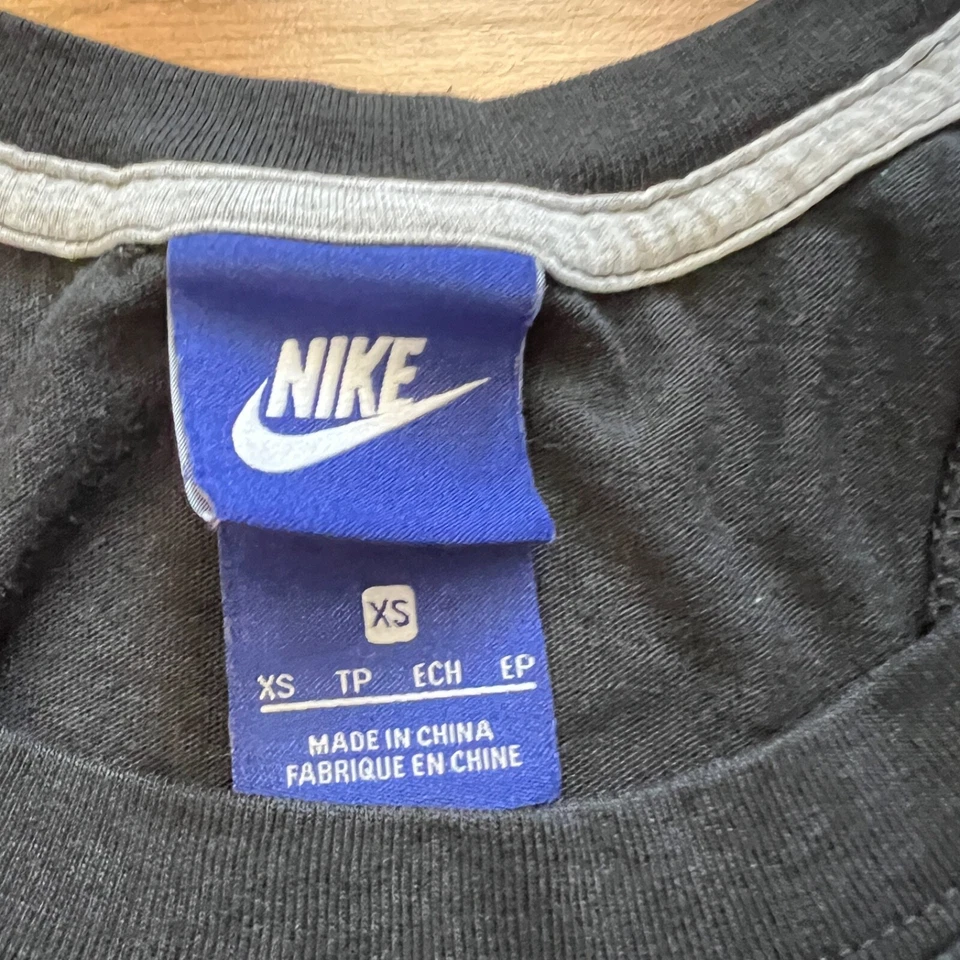 NIKE
XS
XS TP ECH EP
MADE IN CHINA
FABRIQUE EN CHINE